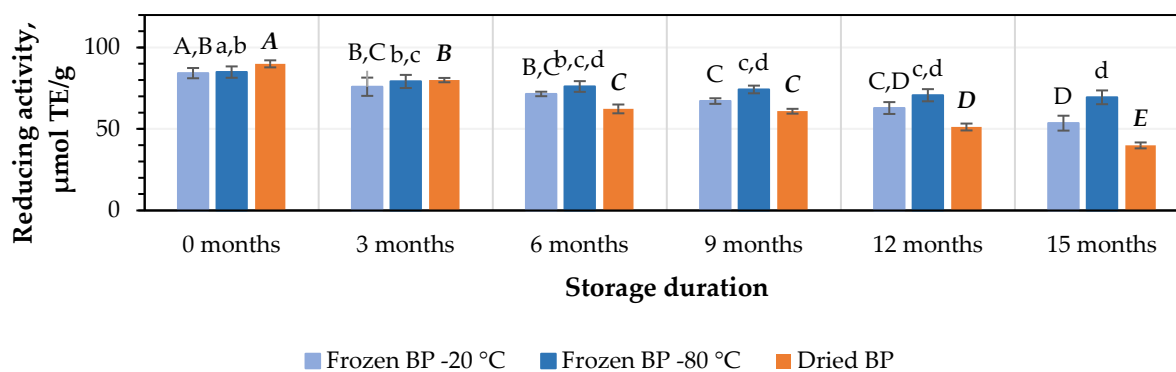 Reducing activity,
µmol TE/g
100
50
0
A,B a,b A
B,C b,c B
B,C b,c,d C
C c,d C
C,D c,d D
D d E
0 months 3 months 6 months 9 months 12 months 15 months
Storage duration
Frozen BP -20 °C Frozen BP -80 °C Dried BP